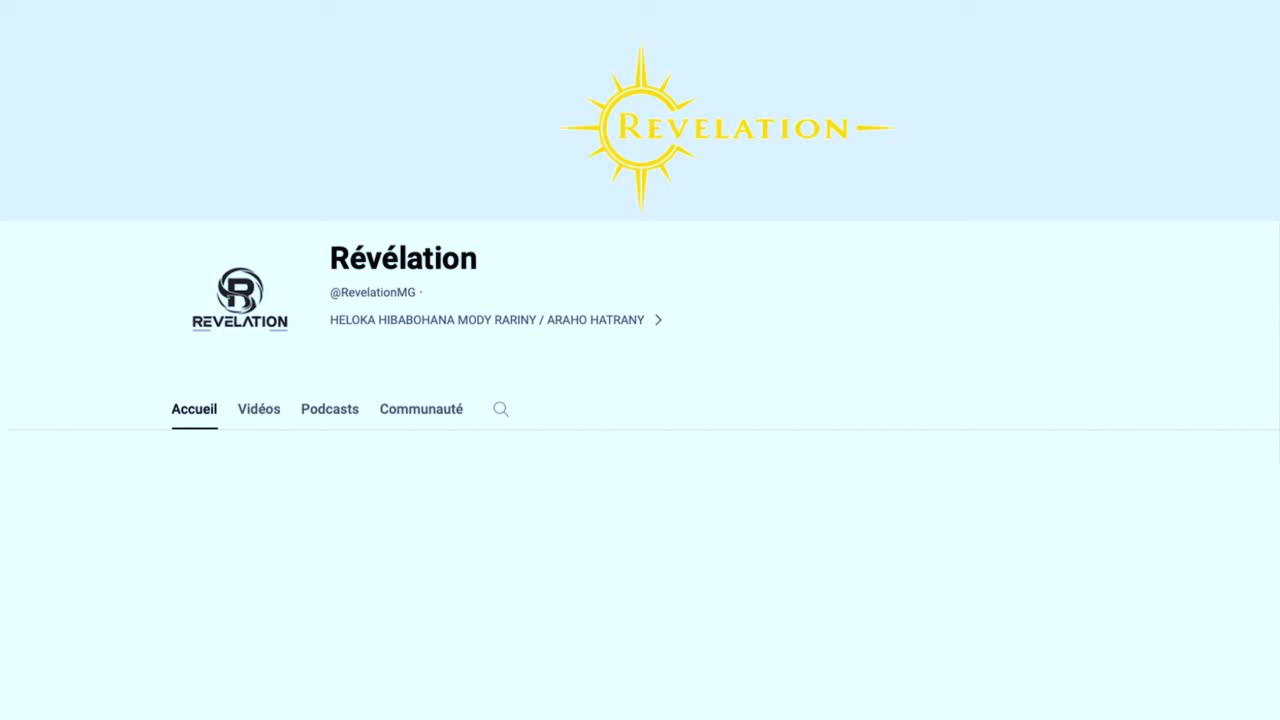 REVELATION
Révélation
@RevelationMG ·
HELOKA HIBABOHANA MODY RARINY / ARAHO HATRANY
R
REVELATION
Accueil Vidéos Podcasts Communauté